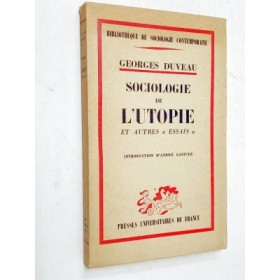 BIBLIOTHÈQUE DE SOCIOLOGIE CONTEMPORAINE
GEORGES DUVEAU
SOCIOLOGIE
DE
L'UTOPIE
ET AUTRES « ESSAIS »
INTRODUCTION D'ANDRÉ CANIVEZ
PRESSES UNIVERSITAIRES DE FRANCE